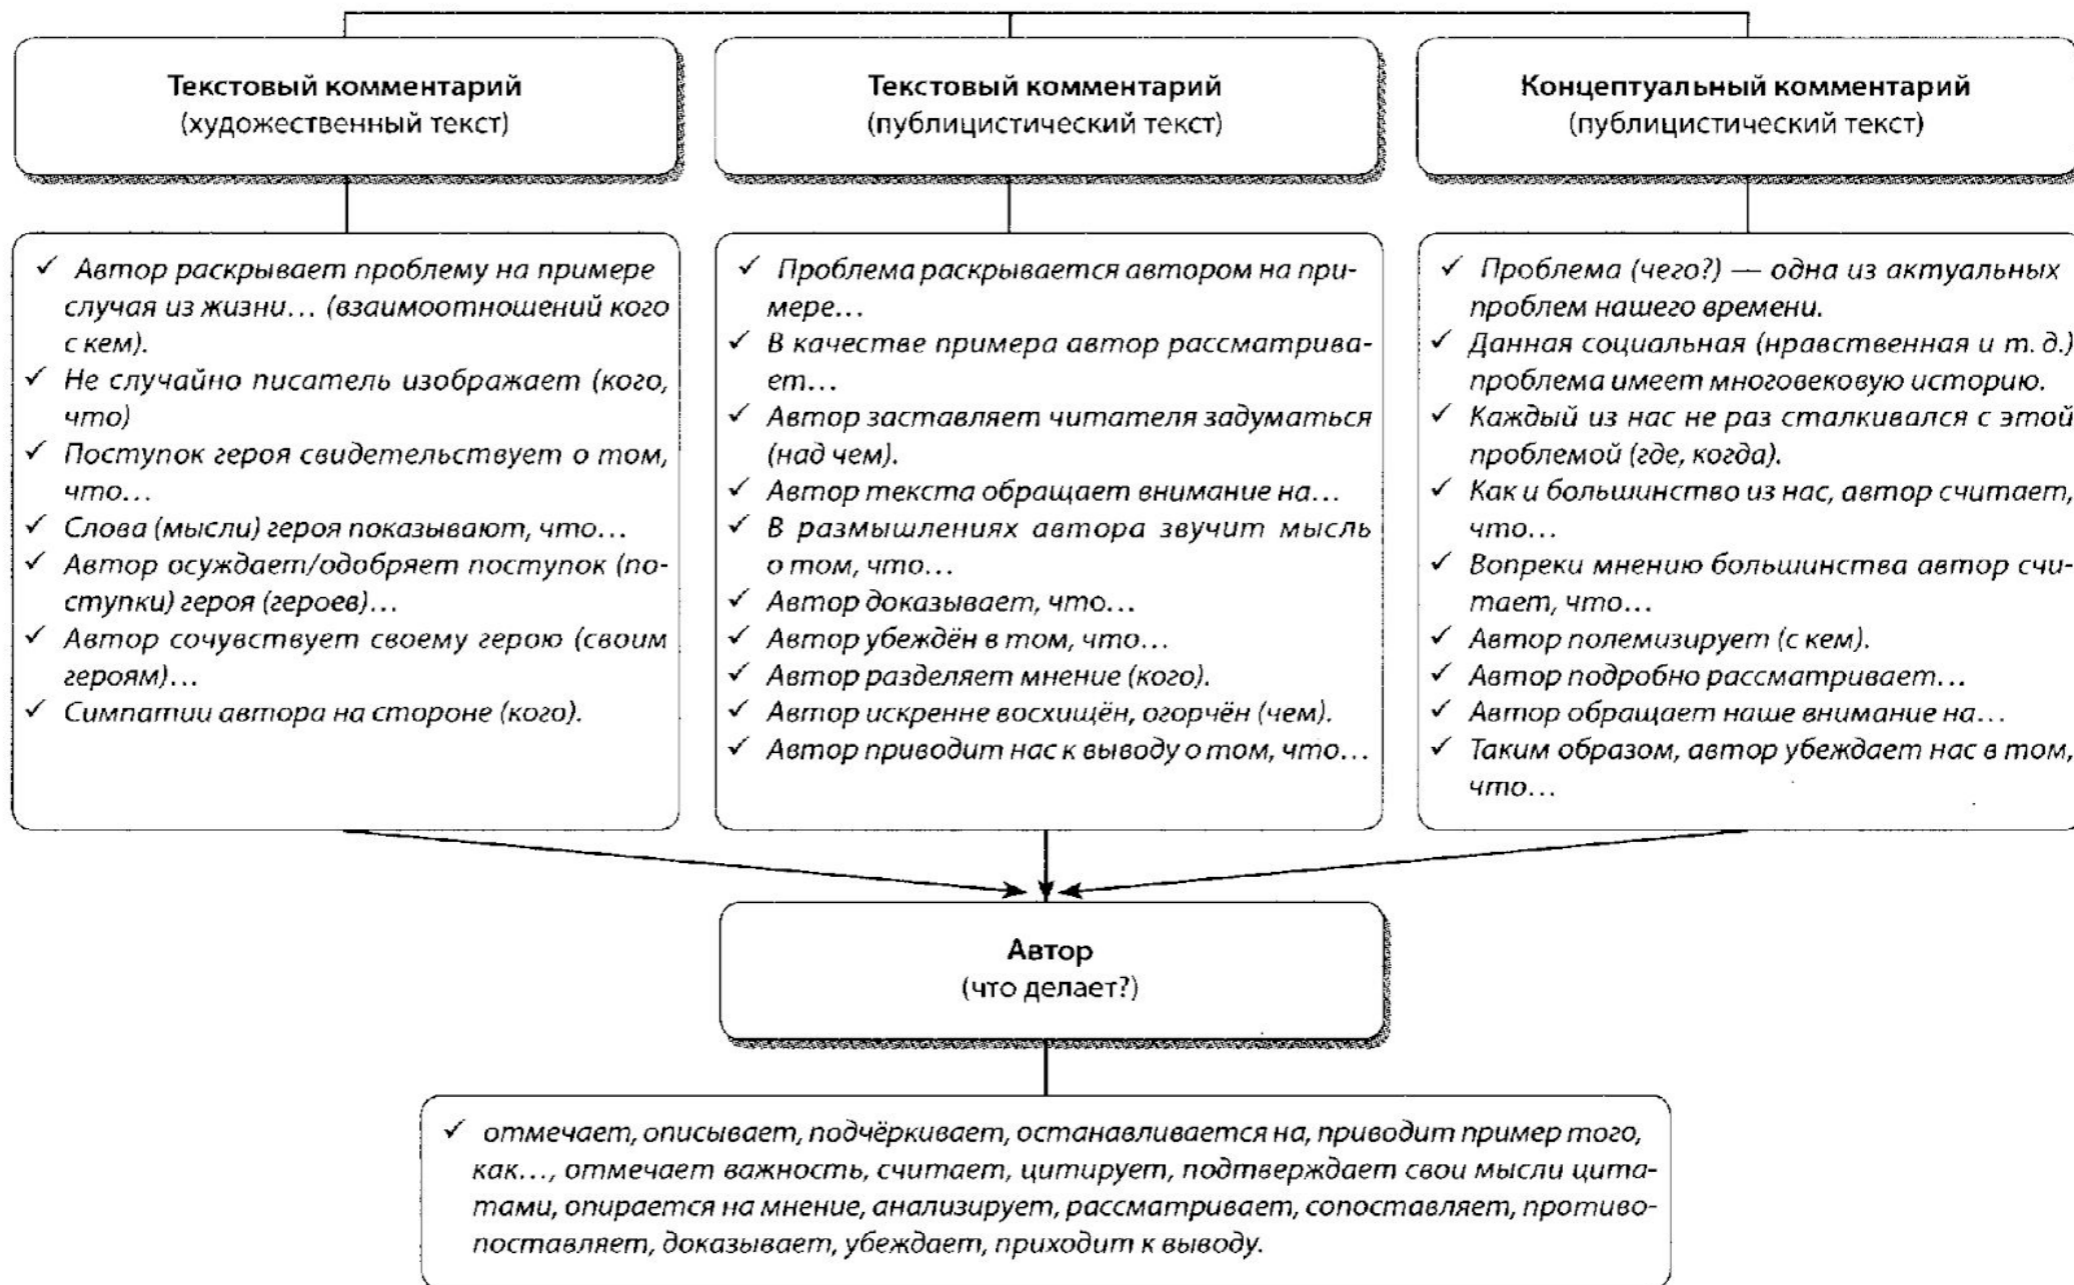 Текстовый комментарий
(художественный текст)
✓ Автор раскрывает проблему на примере
случая из жизни... (взаимоотношений кого
с кем).
✓ Не случайно писатель изображает (кого,
что)
✓ Поступок героя свидетельствует о том,
что...
✓ Слова (мысли) героя показывают, что...
✓ Автор осуждает/одобряет поступок (по-
ступки) героя (героев)...
✓ Автор сочувствует своему герою (своим
героям)...
✓ Симпатии автора на стороне (кого).
Текстовый комментарий
(публицистический текст)
✓ Проблема раскрывается автором на при-
мере...
✓ В качестве примера автор рассматрива-
ет...
✓ Автор заставляет читателя задуматься
(над чем).
✓ Автор текста обращает внимание на...
✓ В размышлениях автора звучит мысль
о том, что...
✓ Автор доказывает, что...
✓ Автор убеждён в том, что...
✓ Автор разделяет мнение (кого).
✓ Автор искренне восхищён, огорчён (чем).
✓ Автор приводит нас к выводу о том, что...
Концептуальный комментарий
(публицистический текст)
✓ Проблема (чего?) — одна из актуальных
проблем нашего времени.
✓ Данная социальная (нравственная и т. д.)
проблема имеет многовековую историю.
✓ Каждый из нас не раз сталкивался с этой
проблемой (где, когда).
✓ Как и большинство из нас, автор считает,
что...
✓ Вопреки мнению большинства автор счи-
тает, что...
✓ Автор полемизирует (с кем).
✓ Автор подробно рассматривает...
✓ Автор обращает наше внимание на...
✓ Таким образом, автор убеждает нас в том,
что...
Автор
(что делает?)
✓ отмечает, описывает, подчёркивает, останавливается на, приводит пример того,
как..., отмечает важность, считает, цитирует, подтверждает свои мысли цита-
тами, опирается на мнение, анализирует, рассматривает, сопоставляет, противо-
поставляет, доказывает, убеждает, приходит к выводу.